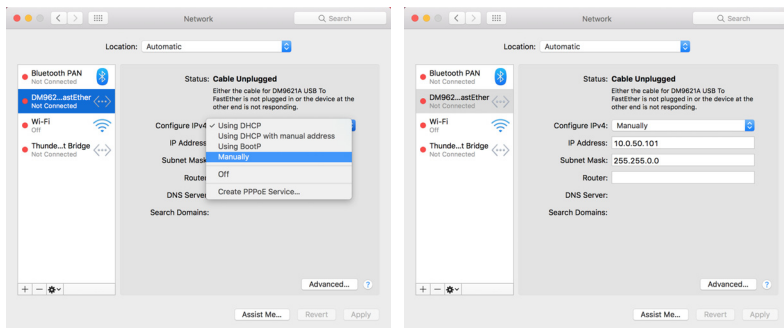 Network
Search
Location: Automatic
Bluetooth PAN
Not Connected
DM962...astEther
Not Connected
Wi-Fi
Off
Thunde...t Bridge
Not Connected
Status: Cable Unplugged
Either the cable for DM9621A USB To
FastEther is not plugged in or the device at the
other end is not responding.
Configure IPv4
Using DHCP
Using DHCP with manual address
Using BootP
Manually
Off
Create PPPoE Service...
IP Address
Subnet Mask
Router
DNS Server
Search Domains:
Advanced...
?
Assist Me...
Revert
Apply
Network
Search
Location: Automatic
Bluetooth PAN
Not Connected
DM962...astEther
Not Connected
Wi-Fi
Off
Thunde...t Bridge
Not Connected
Status: Cable Unplugged
Either the cable for DM9621A USB To
FastEther is not plugged in or the device at the
other end is not responding.
Configure IPv4: Manually
IP Address: 10.0.50.101
Subnet Mask: 255.255.0.0
Router:
DNS Server:
Search Domains:
Advanced...
?
Assist Me...
Revert
Apply